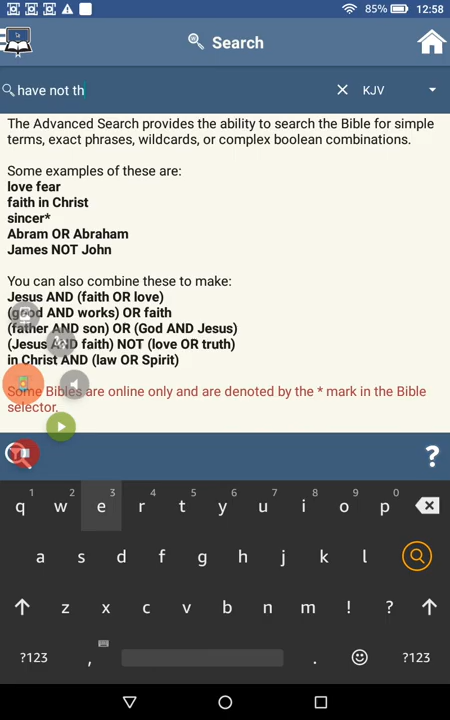 85% 12:58
Search
have not th KJV
The Advanced Search provides the ability to search the Bible for simple
terms, exact phrases, wildcards, or complex boolean combinations.
Some examples of these are:
love fear
faith in Christ
sincer*
Abram OR Abraham
James NOT John
You can also combine these to make:
Jesus AND (faith OR love)
(good AND works) OR faith
(father AND son) OR (God AND Jesus)
(Jesus AND faith) NOT (love OR truth)
in Christ AND (law OR Spirit)
Some Bibles are online only and are denoted by the * mark in the Bible
selector.
?
1 2 3 4 5 6 7 8 9 0
q w e r t y u i o p
a s d f g h j k l
z x c v b n m ! ?
?123 , . ?123